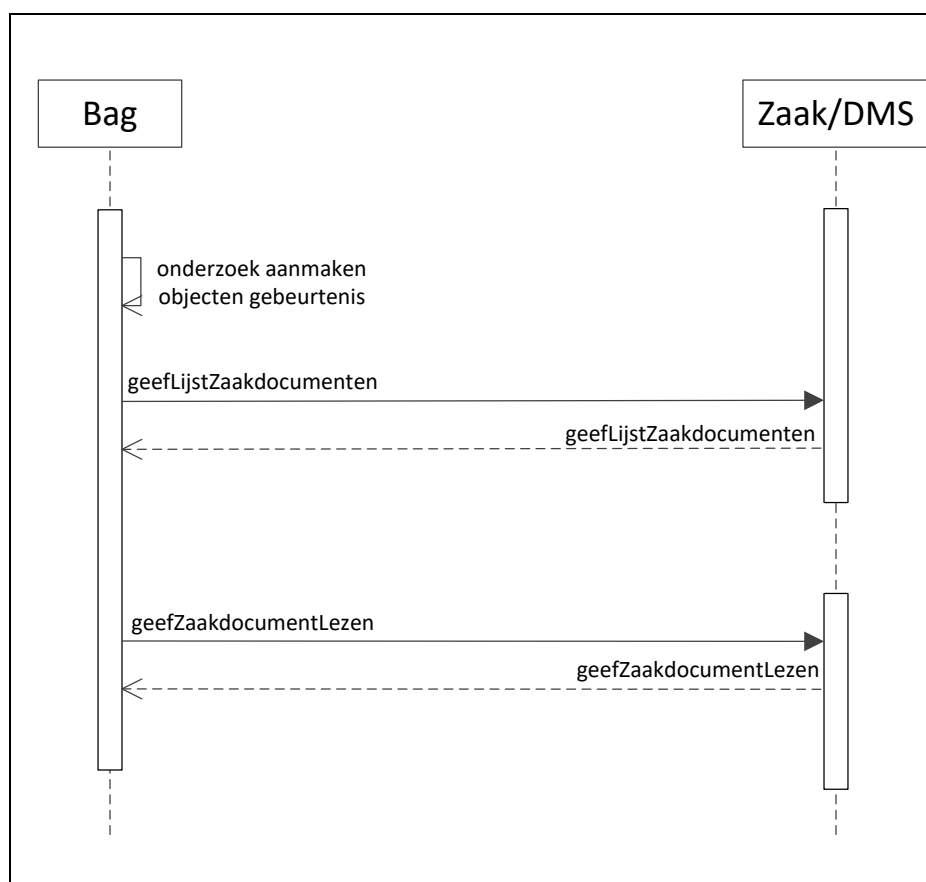 Bag
Zaak/DMS
onderzoek aanmaken
objecten gebeurtenis
geefLijstZaakdocumenten
geefLijstZaakdocumenten
geefZaakdocumentLezen
geefZaakdocumentLezen